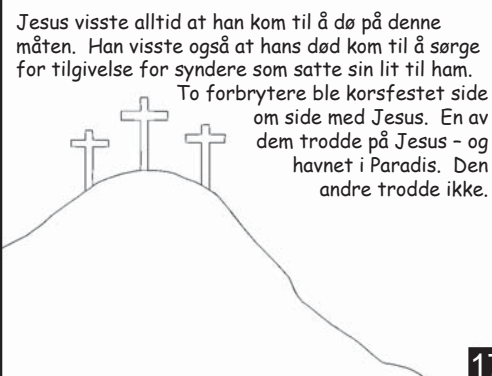 Jesus visste alltid at han kom til å dø på denne
måten.  Han visste også at hans død kom til å sørge
for tilgivelse for syndere som satte sin lit til ham.
To forbrytere ble korsfestet side
om side med Jesus.  En av
dem trodde på Jesus – og
havnet i Paradis.  Den
andre trodde ikke.